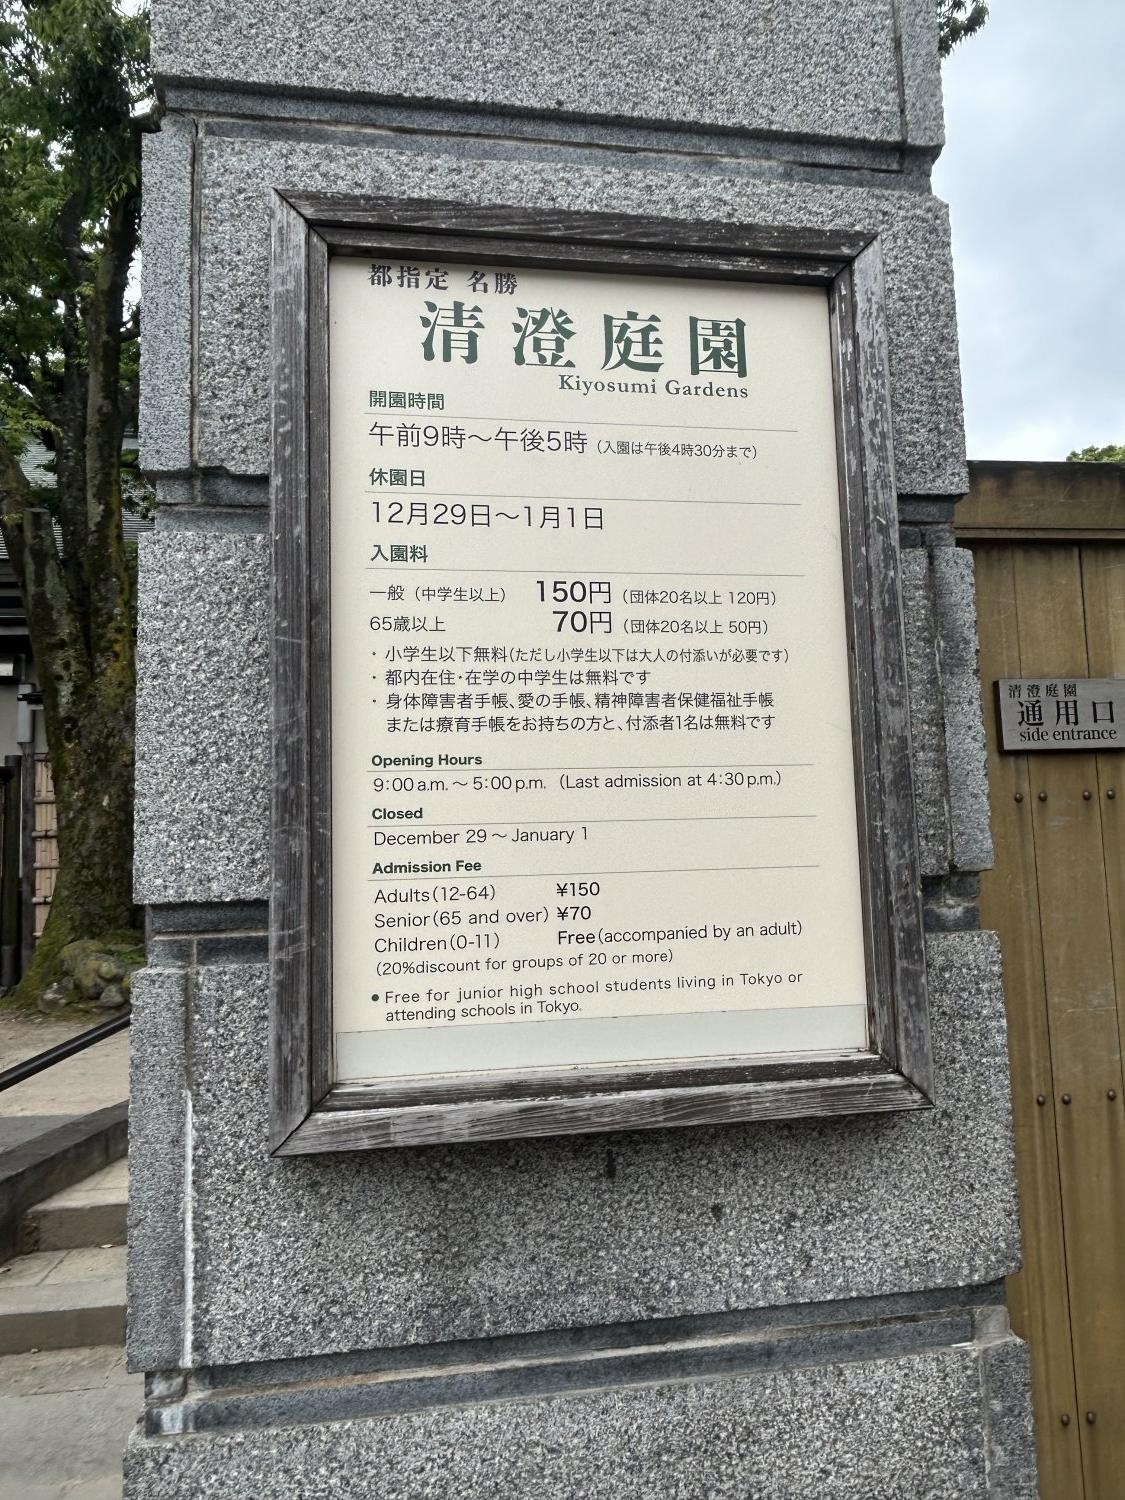 都指定 名勝
清澄庭園
Kiyosumi Gardens
開園時間
午前9時～午後5時（入園は午後4時30分まで）
休園日
12月29日～1月1日
入園料
一般（中学生以上） 150円（団体20名以上 120円）
65歳以上 70円（団体20名以上 50円）
・小学生以下無料（ただし小学生以下は大人の付添いが必要です）
・都内在住・在学の中学生は無料です
・身体障害者手帳、愛の手帳、精神障害者保健福祉手帳
または療育手帳をお持ちの方と、付添者1名は無料です
Opening Hours
9:00a.m.～5:00p.m. (Last admission at 4:30p.m.)
Closed
December 29～January 1
Admission Fee
Adults(12-64) ¥150
Senior(65 and over) ¥70
Children(0-11) Free(accompanied by an adult)
(20%discount for groups of 20 or more)
● Free for junior high school students living in Tokyo or
attending schools in Tokyo.
清澄庭園
通用口
side entrance